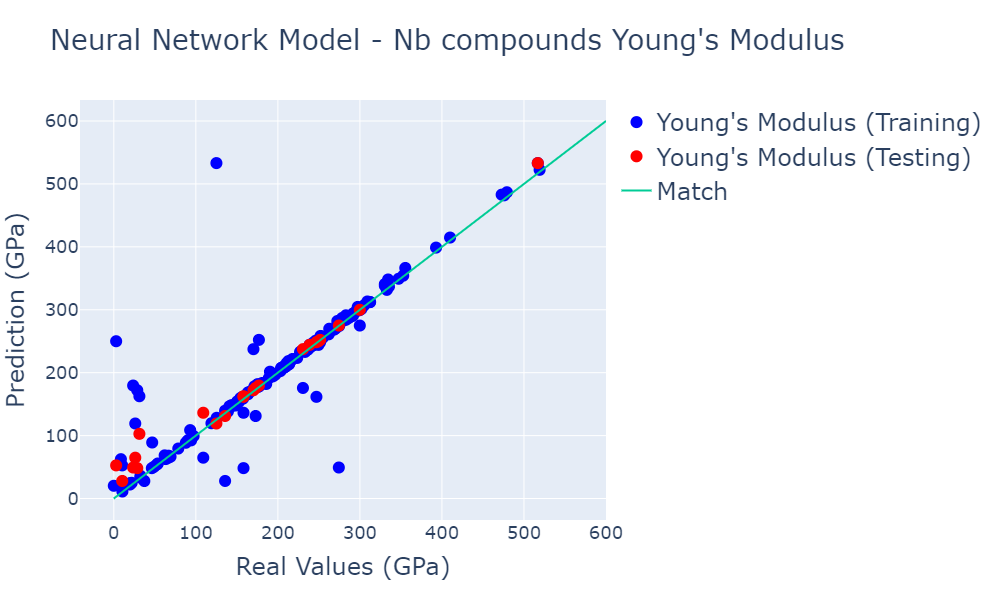 Neural Network Model - Nb compounds Young's Modulus
Prediction (GPa)
600
500
400
300
200
100
0
0 100 200 300 400 500 600
Real Values (GPa)
Young's Modulus (Training)
Young's Modulus (Testing)
Match